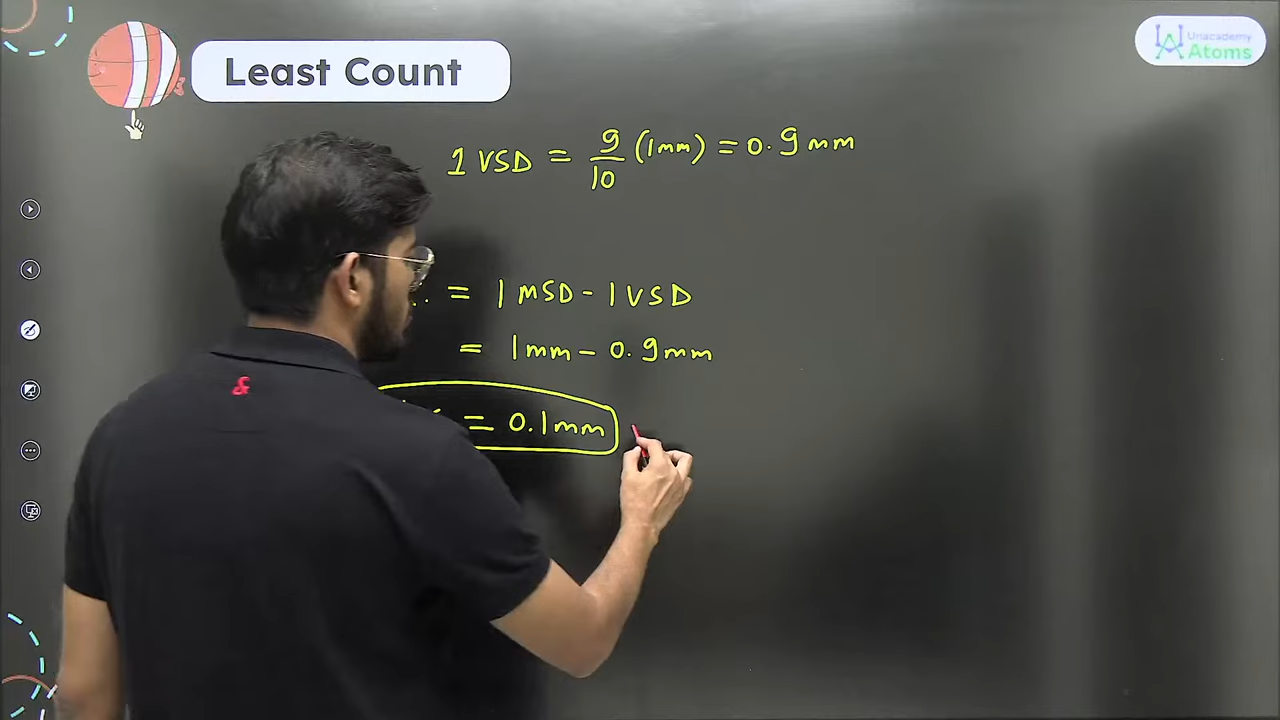 Least Count
Unacademy
Atoms
1 VSD = 9/10 (1mm) = 0.9 mm
= 1 MSD - 1 VSD
= 1mm - 0.9mm
= 0.1mm
&